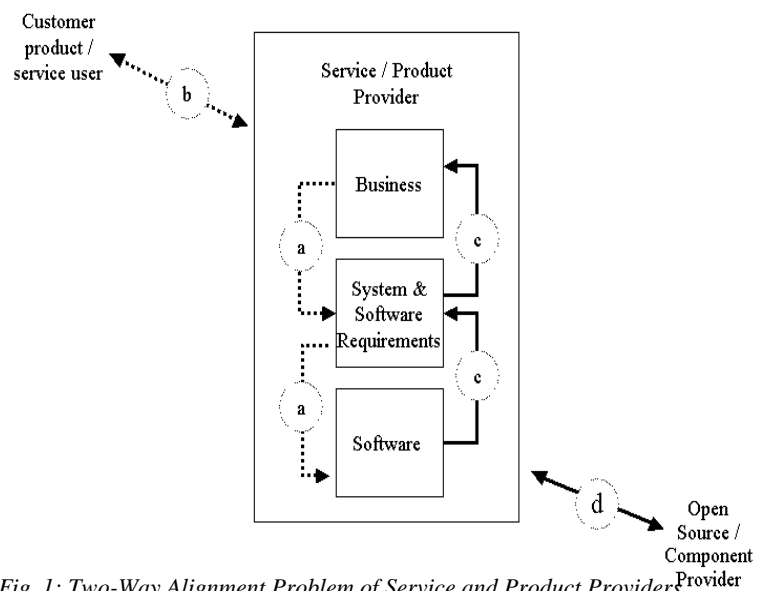 Customer
product /
service user
b
Service / Product
Provider
Business
a
c
System &
Software
Requirements
a
c
Software
d
Open
Source /
Component
Provider
Fig. 1: Two-Way Alignment Problem of Service and Product Providers